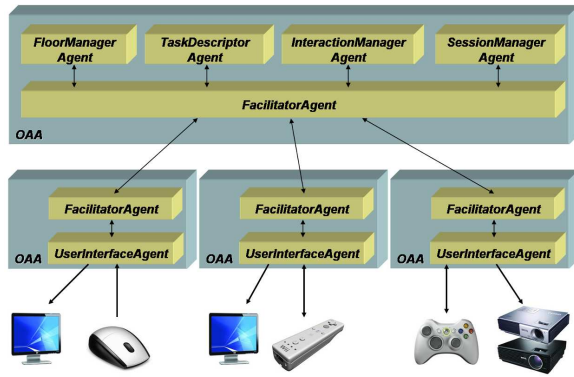 FloorManager
Agent
TaskDescriptor
Agent
InteractionManager
Agent
SessionManager
Agent
FacilitatorAgent
OAA
FacilitatorAgent
UserInterfaceAgent
OAA
FacilitatorAgent
UserInterfaceAgent
OAA
FacilitatorAgent
UserInterfaceAgent
OAA
Wii